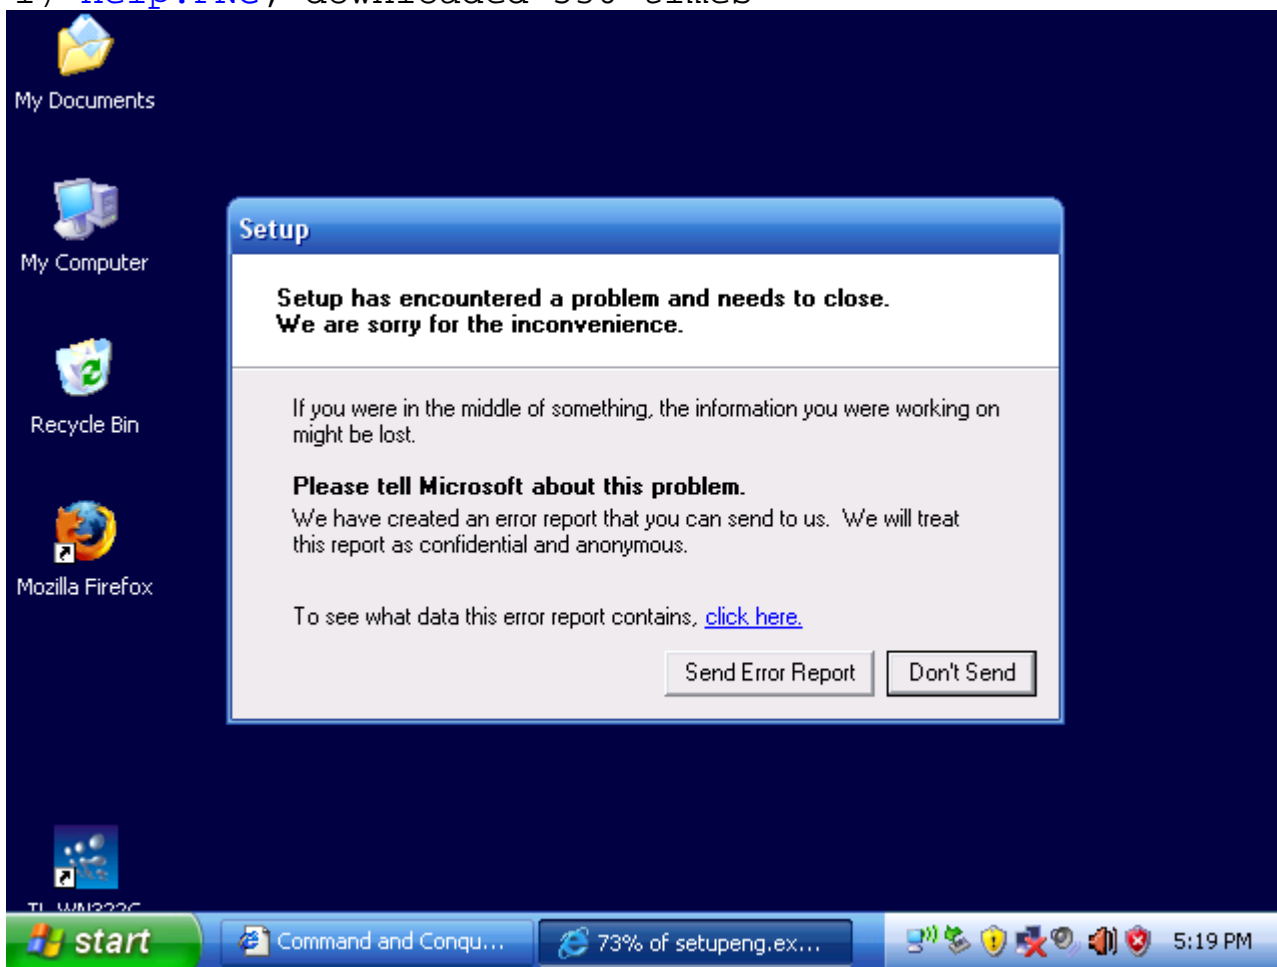 My Documents
My Computer
Recycle Bin
Mozilla Firefox
Setup
Setup has encountered a problem and needs to close.
We are sorry for the inconvenience.
If you were in the middle of something, the information you were working on
might be lost.
Please tell Microsoft about this problem.
We have created an error report that you can send to us. We will treat
this report as confidential and anonymous.
To see what data this error report contains, click here.
Send Error Report
Don't Send
start
Command and Conqu...
73% of setupeng.ex...
5:19 PM